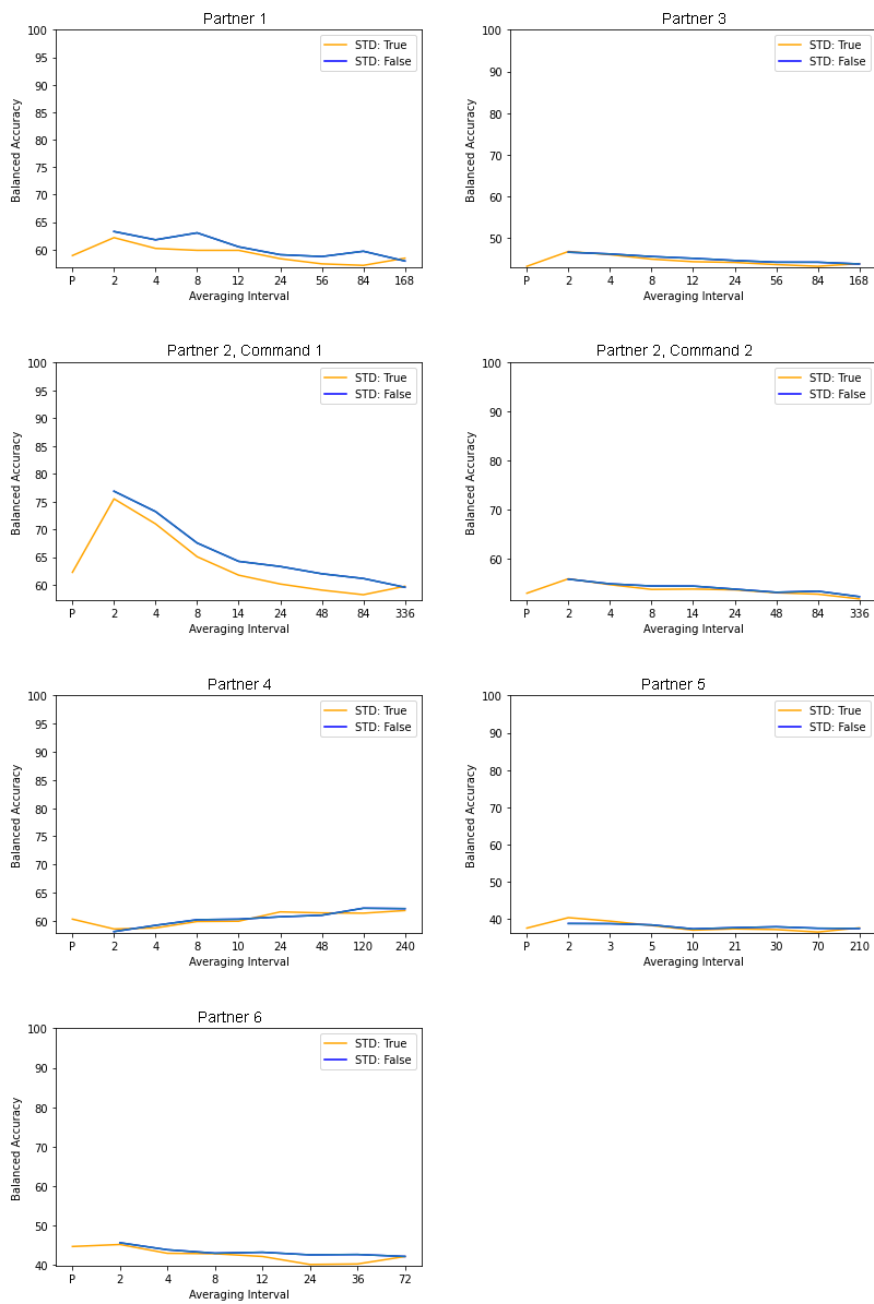 Partner 1
100
95
90
85
80
75
70
65
60
Balanced Accuracy
STD: True
STD: False
P 2 4 8 12 24 56 84 168
Averaging Interval
Partner 3
100
90
80
70
60
50
Balanced Accuracy
STD: True
STD: False
P 2 4 8 12 24 56 84 168
Averaging Interval
Partner 2, Command 1
100
95
90
85
80
75
70
65
60
Balanced Accuracy
STD: True
STD: False
P 2 4 8 14 24 48 84 336
Averaging Interval
Partner 2, Command 2
100
90
80
70
60
Balanced Accuracy
STD: True
STD: False
P 2 4 8 14 24 48 84 336
Averaging Interval
Partner 4
100
95
90
85
80
75
70
65
60
Balanced Accuracy
STD: True
STD: False
P 2 4 8 10 24 48 120 240
Averaging Interval
Partner 5
100
90
80
70
60
50
40
Balanced Accuracy
STD: True
STD: False
P 2 3 5 10 21 30 70 210
Averaging Interval
Partner 6
100
90
80
70
60
50
40
Balanced Accuracy
STD: True
STD: False
P 2 4 8 12 24 36 72
Averaging Interval